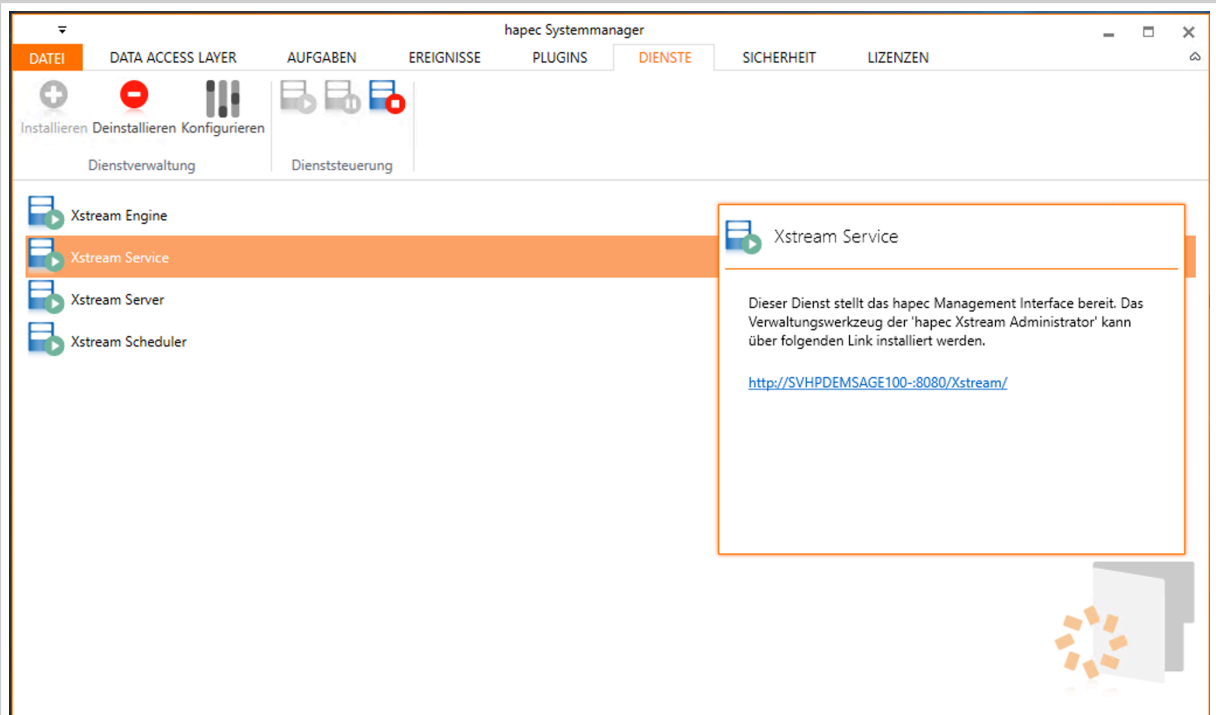 hapec Systemmanager
DATEI DATA ACCESS LAYER AUFGABEN EREIGNISSE PLUGINS DIENSTE SICHERHEIT LIZENZEN
Installieren Deinstallieren Konfigurieren
Dienstverwaltung Dienststeuerung
Xstream Engine
Xstream Service
Xstream Server
Xstream Scheduler
Xstream Service
Dieser Dienst stellt das hapec Management Interface bereit. Das
Verwaltungswerkzeug der 'hapec Xstream Administrator' kann
über folgenden Link installiert werden.
http://SVHPDEMSAGE100-:8080/Xstream/